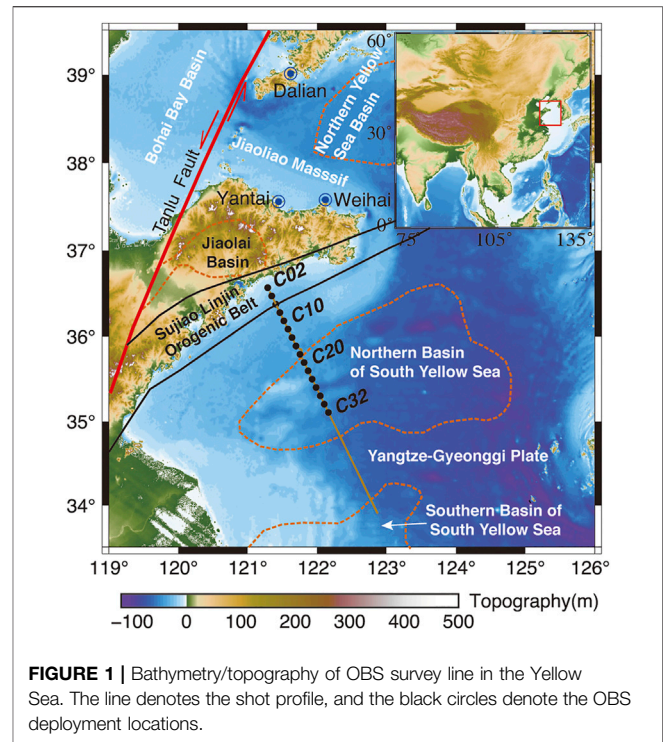 39°
38°
37°
36°
35°
34°
119°
120°
121°
122°
123°
124°
125°
126°
60°
30°
0°
75°
105°
135°
Bohai Bay Basin
Dalian
Northern Yellow
Sea Basin
Jiaoliao Masssif
Tanlu Fault
Yantai
Weihai
Jiaolai
Basin
Sujiao Linjin
Orogenic Belt
C02
C10
C20
C32
Northern Basin
of South Yellow Sea
Yangtze-Gyeonggi Plate
Southern Basin of
South Yellow Sea
Topography(m)
−100
0
100
200
300
400
500
FIGURE 1 | Bathymetry/topography of OBS survey line in the Yellow
Sea. The line denotes the shot profile, and the black circles denote the OBS
deployment locations.